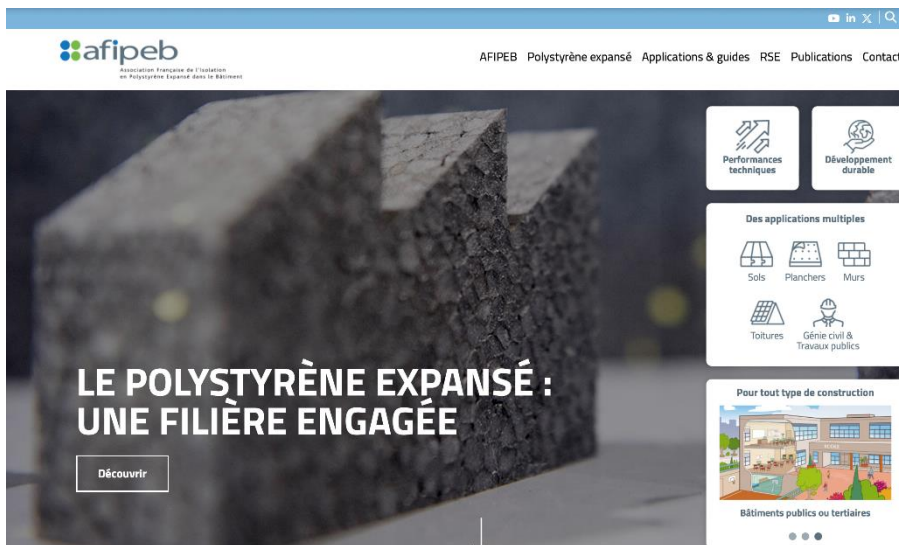 afipeb
Association Française de l'Isolation
en Polystyrène Expansé dans le Bâtiment
AFIPEB Polystyrène expansé Applications & guides RSE Publications Contact
Performances
techniques
Développement
durable
Des applications multiples
Sols Planchers Murs
Toitures Génie civil &
Travaux publics
LE POLYSTYRÈNE EXPANSÉ :
UNE FILIÈRE ENGAGÉE
Découvrir
Pour tout type de construction
ECOLE
Bâtiments publics ou tertiaires